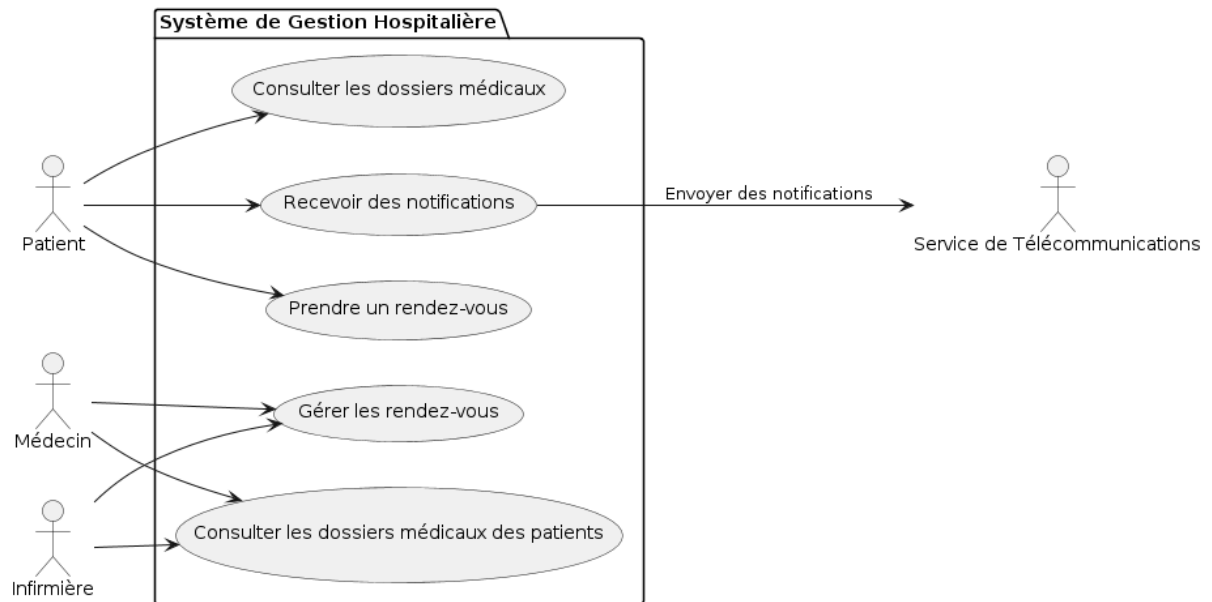 Système de Gestion Hospitalière
Consulter les dossiers médicaux
Recevoir des notifications
Envoyer des notifications
Patient
Service de Télécommunications
Prendre un rendez-vous
Gérer les rendez-vous
Médecin
Consulter les dossiers médicaux des patients
Infirmière